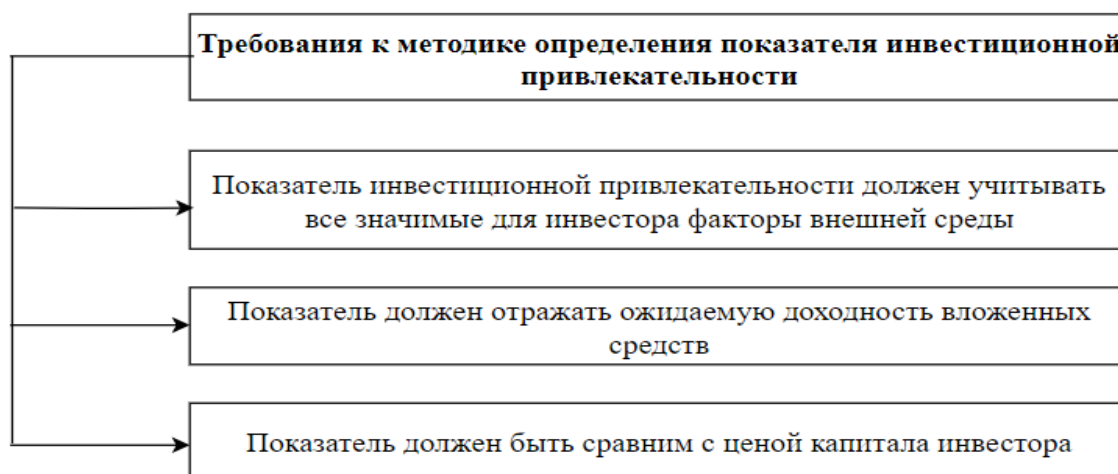 Требования к методике определения показателя инвестиционной
привлекательности
Показатель инвестиционной привлекательности должен учитывать
все значимые для инвестора факторы внешней среды
Показатель должен отражать ожидаемую доходность вложенных
средств
Показатель должен быть сравним с ценой капитала инвестора